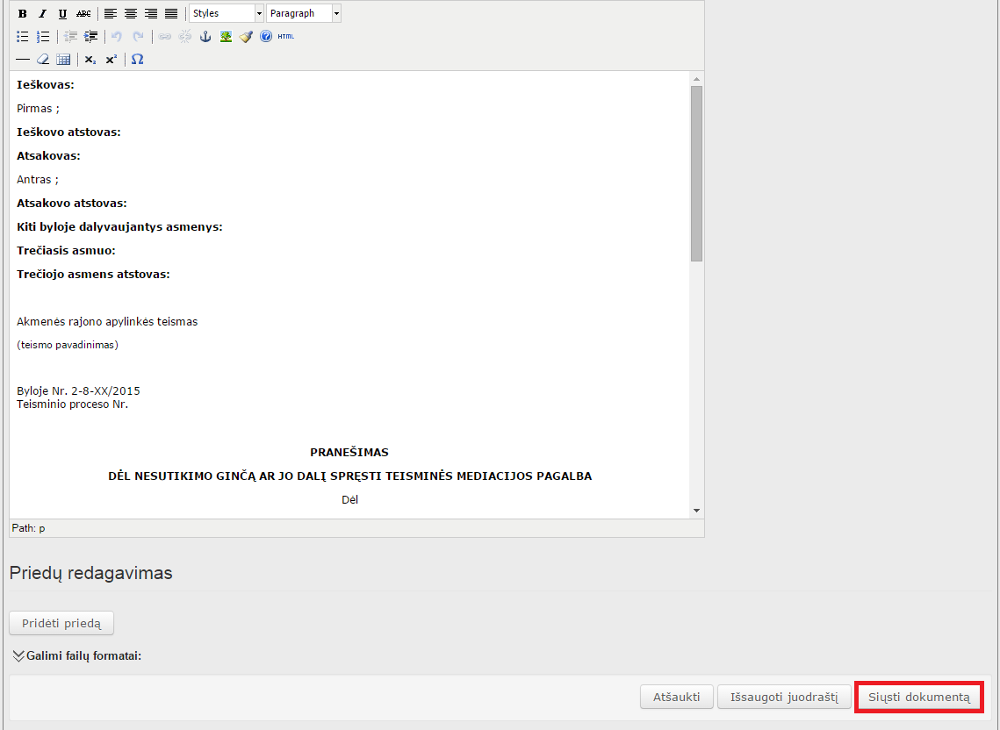 B I U ABC Styles Paragraph
HTML
Ω
Ieškovas:
Pirmas ;
Ieškovo atstovas:
Atsakovas:
Antras ;
Atsakovo atstovas:
Kiti byloje dalyvaujantys asmenys:
Trečiasis asmuo:
Trečiojo asmens atstovas:
Akmenės rajono apylinkės teismas
(teismo pavadinimas)
Byloje Nr. 2-8-XX/2015
Teisminio proceso Nr.
PRANEŠIMAS
DĖL NESUTIKIMO GINČĄ AR JO DALĮ SPRĘSTI TEISMINĖS MEDIACIJOS PAGALBA
Dėl
Path: p
Priedų redagavimas
Pridėti priedą
Galimi failų formatai:
Atšaukti Išsaugoti juodraštį Siųsti dokumentą